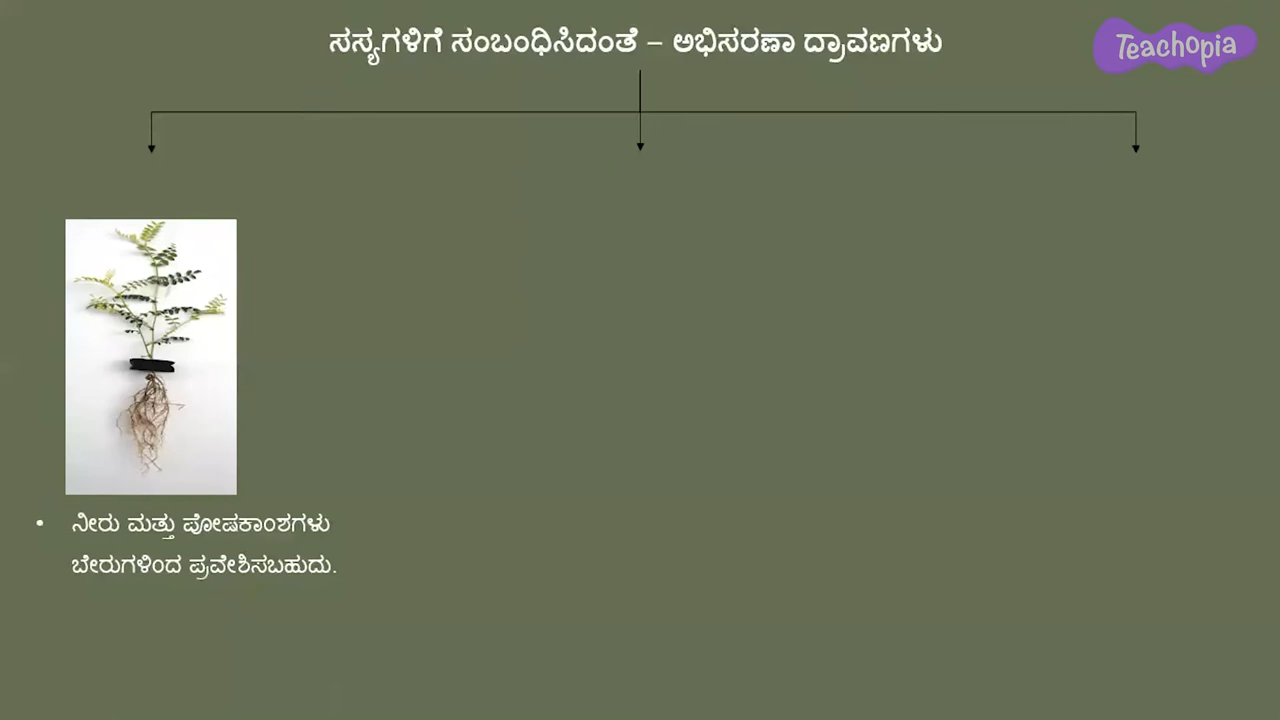 ಸಸ್ಯಗಳಿಗೆ ಸಂಬಂಧಿಸಿದಂತೆ – ಅಭಿಸರಣಾ ದ್ರಾವಣಗಳು
Teachopia
• ನೀರು ಮತ್ತು ಪೋಷಕಾಂಶಗಳು
ಬೇರುಗಳಿಂದ ಪ್ರವೇಶಿಸಬಹುದು.